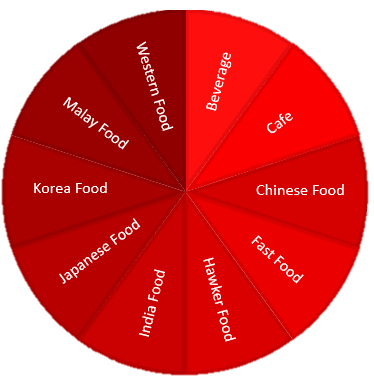 Beverage
Cafe
Chinese Food
Fast Food
Hawker Food
India Food
Japanese Food
Korea Food
Malay Food
Western Food